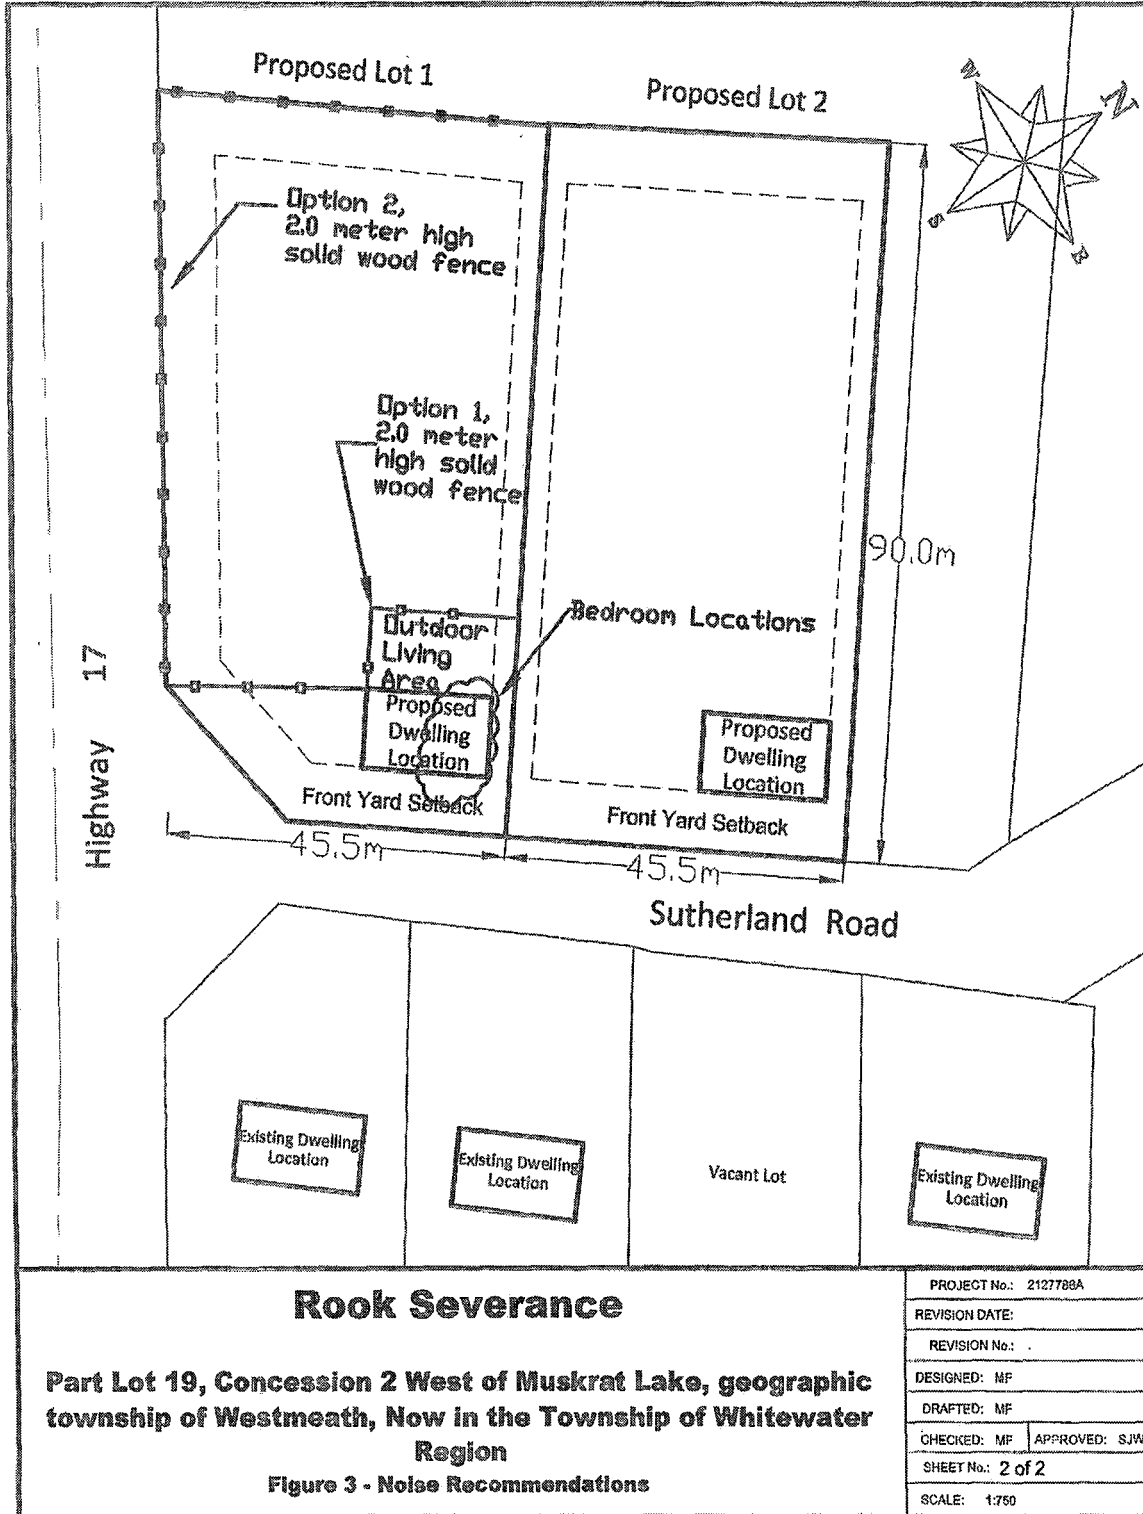 Proposed Lot 1
Proposed Lot 2
N
S
Option 2,
2.0 meter high
solid wood fence
Option 1,
2.0 meter
high solid
wood fence
90.0m
Bedroom Locations
Outdoor
Living
Area
Proposed
Dwelling
Location
Proposed
Dwelling
Location
Front Yard Setback
Front Yard Setback
Highway 17
45.5m
45.5m
Sutherland Road
Existing Dwelling
Location
Existing Dwelling
Location
Vacant Lot
Existing Dwelling
Location
Rook Severance
Part Lot 19, Concession 2 West of Muskrat Lake, geographic
township of Westmeath, Now in the Township of Whitewater
Region
Figure 3 - Noise Recommendations
PROJECT No.: 2127788A
REVISION DATE:
REVISION No.: .
DESIGNED: MF
DRAFTED: MF
CHECKED: MF APPROVED: SJW
SHEET No.: 2 of 2
SCALE: 1:750